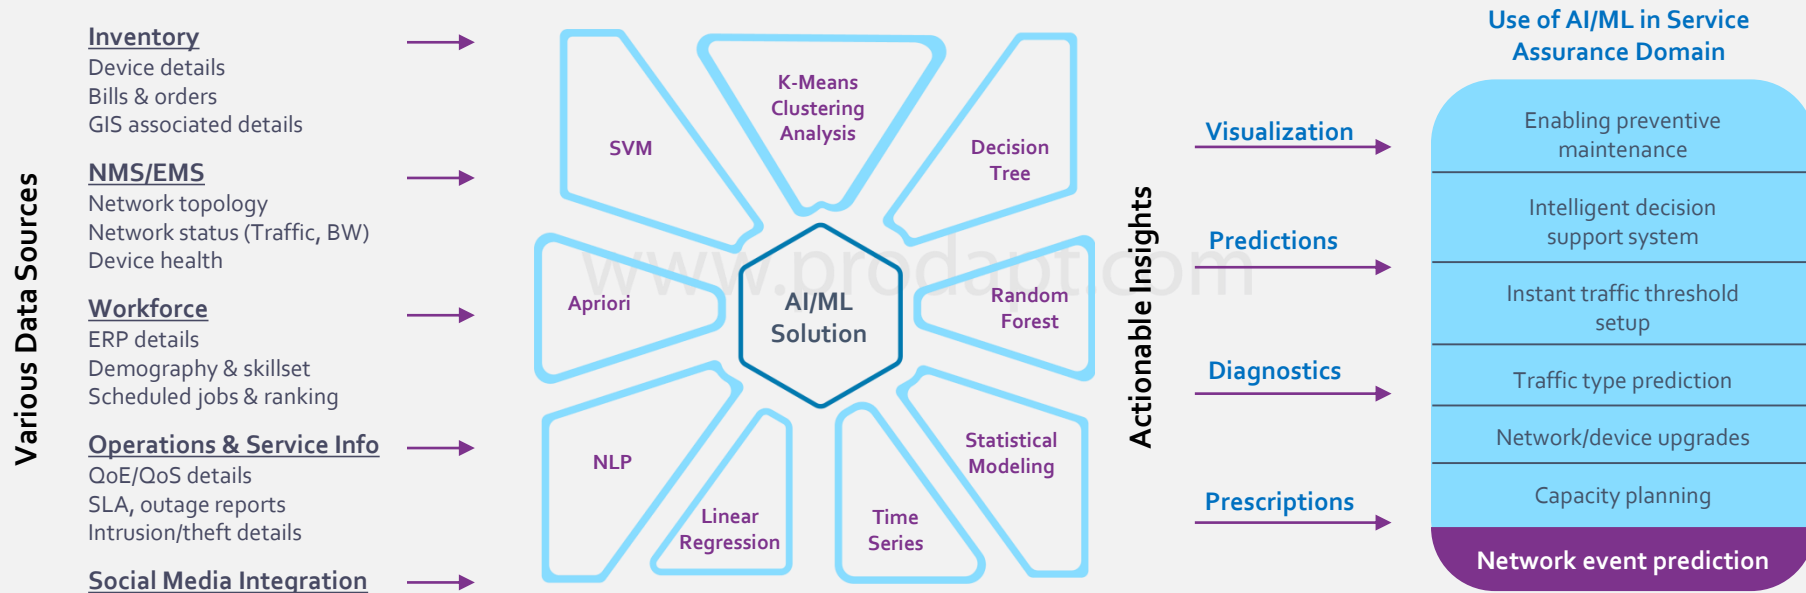 Various Data Sources
Inventory
Device details
Bills & orders
GIS associated details
NMS/EMS
Network topology
Network status (Traffic, BW)
Device health
Workforce
ERP details
Demography & skillset
Scheduled jobs & ranking
Operations & Service Info
QoE/QoS details
SLA, outage reports
Intrusion/theft details
Social Media Integration
SVM
K-Means
Clustering
Analysis
Decision
Tree
Apriori
AI/ML
Solution
Random
Forest
NLP
Linear
Regression
Time
Series
Statistical
Modeling
www.prodapt.com
Actionable Insights
Visualization
Predictions
Diagnostics
Prescriptions
Use of AI/ML in Service
Assurance Domain
Enabling preventive
maintenance
Intelligent decision
support system
Instant traffic threshold
setup
Traffic type prediction
Network/device upgrades
Capacity planning
Network event prediction